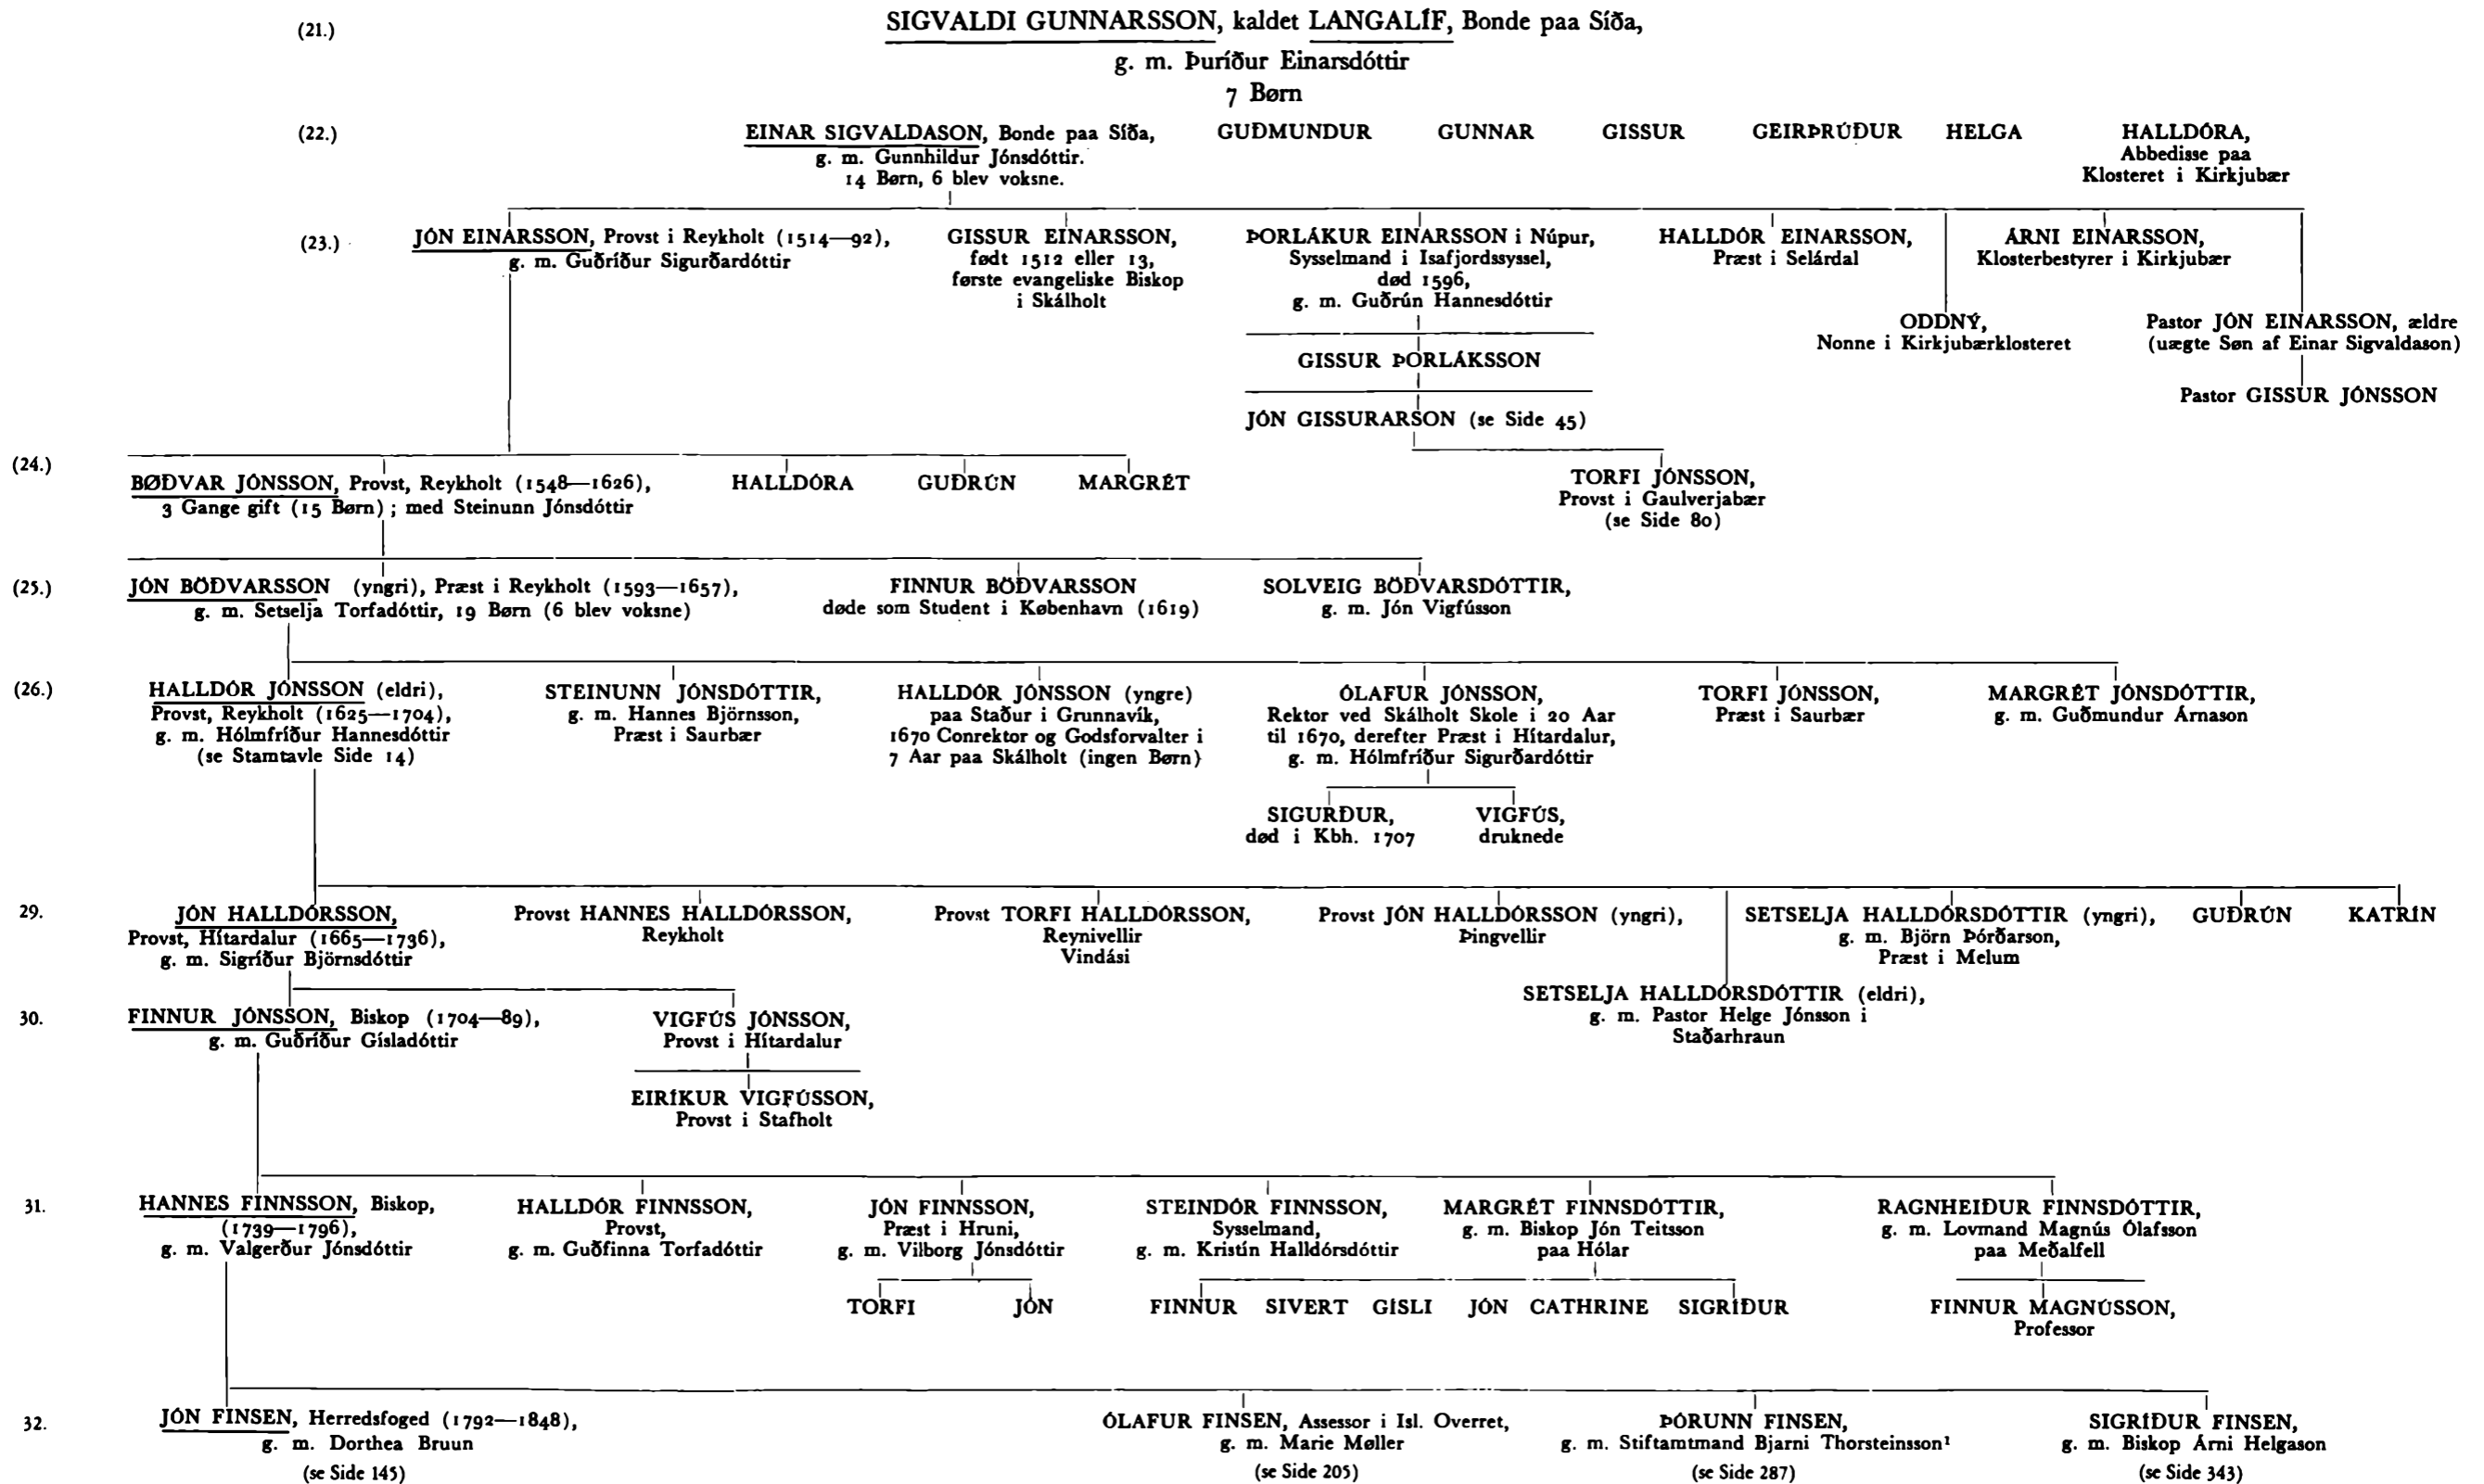 (21.)
SIGVALDI GUNNARSSON, kaldet LANGALÍF, Bonde paa Síða,
g. m. Þuríður Einarsdóttir
7 Børn
(22.)
EINAR SIGVALDASON, Bonde paa Síða,
g. m. Gunnhildur Jónsdóttir.
14 Børn, 6 blev voksne.
GUÐMUNDUR
GUNNAR
GISSUR
GEIRÞRÚÐUR
HELGA
HALLDÓRA,
Abbedisse paa
Klosteret i Kirkjubær
(23.)
JÓN EINARSSON, Provst i Reykholt (1514—92),
g. m. Guðríður Sigurðardóttir
GISSUR EINARSSON,
født 1512 eller 13,
første evangeliske Biskop
i Skálholt
ÞORLÁKUR EINARSSON i Núpur,
Sysselmand i Isafjordssyssel,
død 1596,
g. m. Guðrún Hannesdóttir
HALLDÓR EINARSSON,
Præst i Selárdal
ÁRNI EINARSSON,
Klosterbestyrer i Kirkjubær
ODDNÝ,
Nonne i Kirkjubærklosteret
Pastor JÓN EINARSSON, ældre
(uægte Søn af Einar Sigvaldason)
GISSUR ÞORLÁKSSON
Pastor GISSUR JÓNSSON
JÓN GISSURARSON (se Side 45)
(24.)
BØÐVAR JÓNSSON, Provst, Reykholt (1548—1626),
3 Gange gift (15 Børn) ; med Steinunn Jónsdóttir
HALLDÓRA
GUÐRÚN
MARGRÉT
TORFI JÓNSSON,
Provst i Gaulverjabær
(se Side 80)
(25.)
JÓN BÖÐVARSSON (yngri), Præst i Reykholt (1593—1657),
g. m. Setselja Torfadóttir, 19 Børn (6 blev voksne)
FINNUR BÖÐVARSSON
døde som Student i København (1619)
SOLVEIG BÖÐVARSDÓTTIR,
g. m. Jón Vigfússon
(26.)
HALLDÓR JÓNSSON (eldri),
Provst, Reykholt (1625—1704),
g. m. Hólmfríður Hannesdóttir
(se Stamtavle Side 14)
STEINUNN JÓNSDÓTTIR,
g. m. Hannes Björnsson,
Præst i Saurbær
HALLDÓR JÓNSSON (yngre)
paa Staður i Grunnavík,
1670 Conrektor og Godsforvalter i
7 Aar paa Skálholt (ingen Børn)
ÓLAFUR JÓNSSON,
Rektor ved Skálholt Skole i 20 Aar
til 1670, derefter Præst i Hítardalur,
g. m. Hólmfríður Sigurðardóttir
TORFI JÓNSSON,
Præst i Saurbær
MARGRÉT JÓNSDÓTTIR,
g. m. Guðmundur Árnason
SIGURÐUR,
død i Kbh. 1707
VIGFÚS,
druknede
29.
JÓN HALLDÓRSSON,
Provst, Hítardalur (1665—1736),
g. m. Sigríður Björnsdóttir
Provst HANNES HALLDÓRSSON,
Reykholt
Provst TORFI HALLDÓRSSON,
Reynivellir
Vindási
Provst JÓN HALLDÓRSSON (yngri),
Þingvellir
SETSELJA HALLDÓRSDÓTTIR (yngri),
g. m. Björn Þórðarson,
Præst i Melum
GUÐRÚN
KATRÍN
SETSELJA HALLDÓRSDÓTTIR (eldri),
g. m. Pastor Helge Jónsson i
Staðarhraun
30.
FINNUR JÓNSSON, Biskop (1704—89),
g. m. Guðríður Gísladóttir
VIGFÚS JÓNSSON,
Provst i Hítardalur
EIRÍKUR VIGFÚSSON,
Provst i Stafholt
31.
HANNES FINNSSON, Biskop,
(1739—1796),
g. m. Valgerður Jónsdóttir
HALLDÓR FINNSSON,
Provst,
g. m. Guðfinna Torfadóttir
JÓN FINNSSON,
Præst i Hruni,
g. m. Vilborg Jónsdóttir
STEINDÓR FINNSSON,
Sysselmand,
g. m. Kristín Halldórsdóttir
MARGRÉT FINNSDÓTTIR,
g. m. Biskop Jón Teitsson
paa Hólar
RAGNHEIÐUR FINNSDÓTTIR,
g. m. Lovmand Magnús Ólafsson
paa Meðalfell
TORFI
JÓN
FINNUR
SIVERT
GÍSLI
JÓN
CATHRINE
SIGRÍÐUR
FINNUR MAGNÚSSON,
Professor
32.
JÓN FINSEN, Herredsfoged (1792—1848),
g. m. Dorthea Bruun
(se Side 145)
ÓLAFUR FINSEN, Assessor i Isl. Overret,
g. m. Marie Møller
(se Side 205)
ÞÓRUNN FINSEN,
g. m. Stiftamtmand Bjarni Thorsteinsson¹
(se Side 287)
SIGRÍÐUR FINSEN,
g. m. Biskop Árni Helgason
(se Side 343)